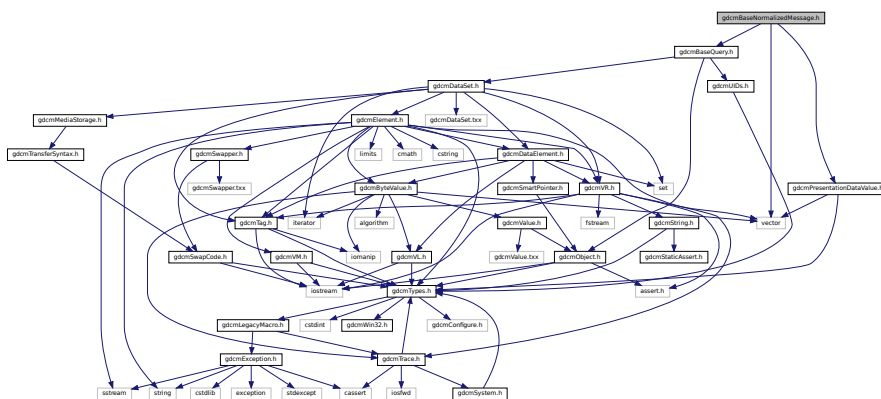 gdcmBaseNormalizedMessage.h
gdcmBaseQuery.h
gdcmDataSet.h
gdcmUIDs.h
gdcmMediaStorage.h
gdcmElement.h
gdcmDataSet.txx
gdcmTransferSyntax.h
gdcmSwapper.h
limits
cmath
cstring
gdcmDataElement.h
gdcmSwapper.txx
gdcmByteValue.h
gdcmSmartPointer.h
gdcmVR.h
set
gdcmPresentationDataValue.h
gdcmTag.h
iterator
algorithm
gdcmValue.h
fstream
gdcmString.h
vector
gdcmSwapCode.h
gdcmVM.h
iomanip
gdcmVL.h
gdcmValue.txx
gdcmObject.h
gdcmStaticAssert.h
iostream
gdcmTypes.h
assert.h
gdcmLegacyMacro.h
cstdint
gdcmWin32.h
gdcmConfigure.h
gdcmException.h
gdcmTrace.h
sstream
string
cstdlib
exception
stdexcept
cassert
iosfwd
gdcmSystem.h